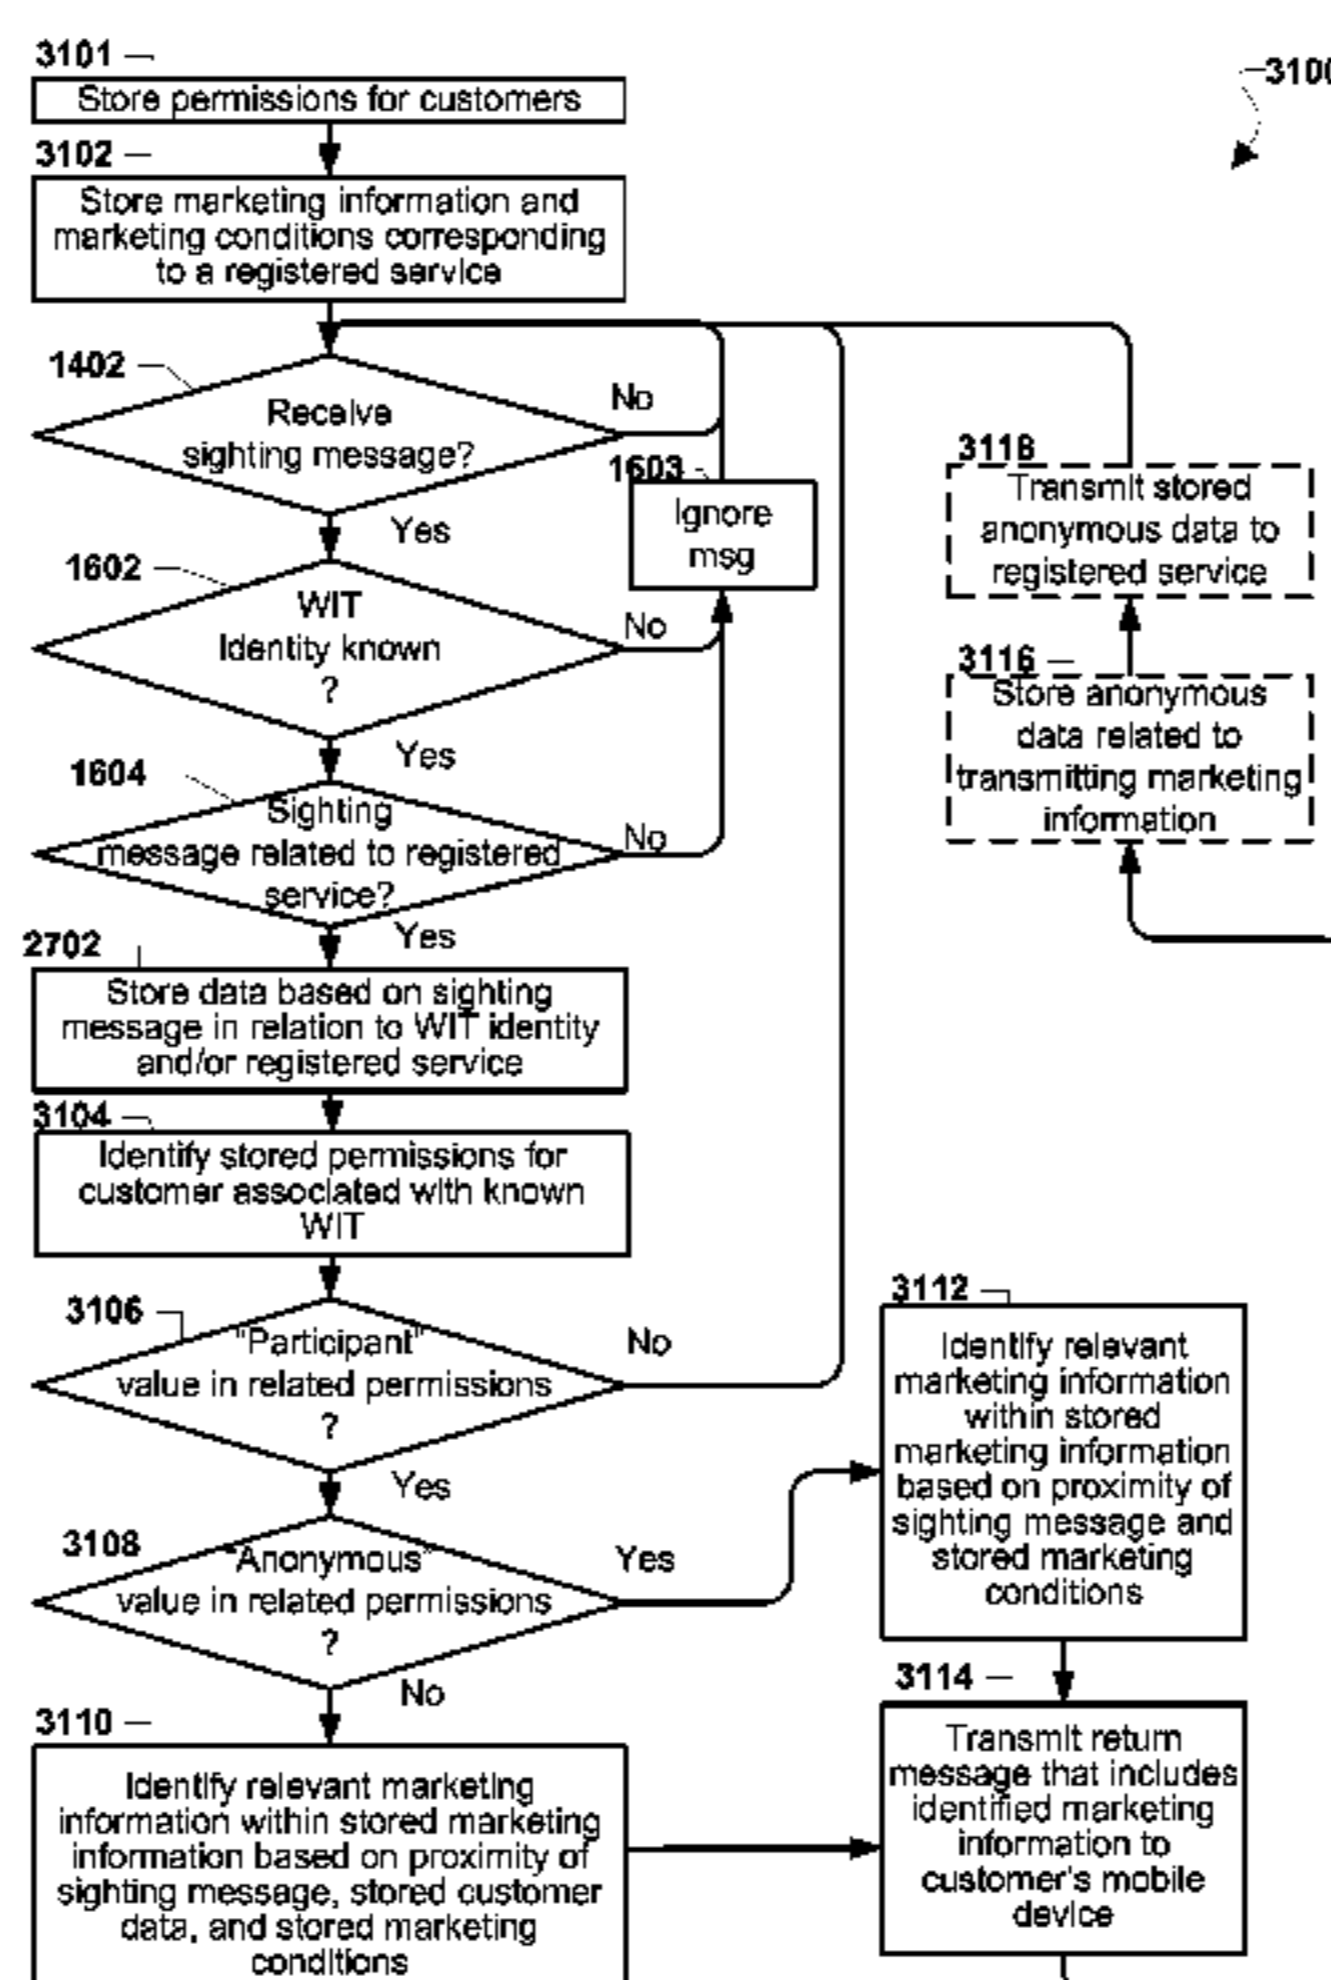 3101
Store permissions for customers
3102
Store marketing information and
marketing conditions corresponding
to a registered service
1402
Receive
sighting message?
No
Yes
1603
Ignore
msg
1602
WIT
Identity known
?
No
Yes
1604
Sighting
message related to registered
service?
No
Yes
2702
Store data based on sighting
message in relation to WIT identity
and/or registered service
3104
Identify stored permissions for
customer associated with known
WIT
3106
"Participant"
value in related permissions
?
No
Yes
3108
"Anonymous"
value in related permissions
?
Yes
No
3110
Identify relevant marketing
information within stored marketing
information based on proximity of
sighting message, stored customer
data, and stored marketing
conditions
3112
Identify relevant
marketing information
within stored
marketing information
based on proximity of
sighting message and
stored marketing
conditions
3114
Transmit return
message that includes
identified marketing
information to
customer's mobile
device
3116
Store anonymous
data related to
transmitting marketing
information
3118
Transmit stored
anonymous data to
registered service
3100